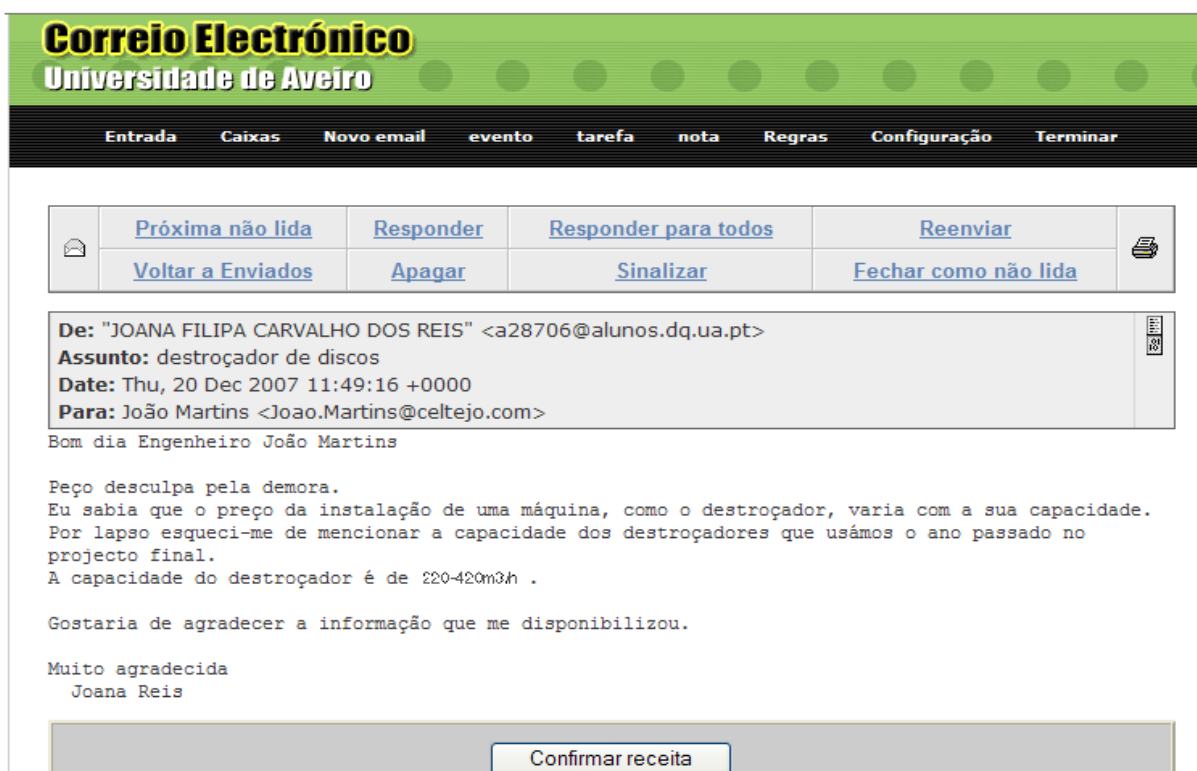 Correio Electrónico
Universidade de Aveiro
Entrada Caixas Novo email evento tarefa nota Regras Configuração Terminar
Próxima não lida Responder Responder para todos Reenviar
Voltar a Enviados Apagar Sinalizar Fechar como não lida
De: "JOANA FILIPA CARVALHO DOS REIS" <a28706@alunos.dq.ua.pt>
Assunto: destroçador de discos
Date: Thu, 20 Dec 2007 11:49:16 +0000
Para: João Martins <Joao.Martins@celtejo.com>
Bom dia Engenheiro João Martins
Peço desculpa pela demora.
Eu sabia que o preço da instalação de uma máquina, como o destroçador, varia com a sua capacidade.
Por lapso esqueci-me de mencionar a capacidade dos destroçadores que usámos o ano passado no
projecto final.
A capacidade do destroçador é de 220-420m3/h .
Gostaria de agradecer a informação que me disponibilizou.
Muito agradecida
Joana Reis
Confirmar receita